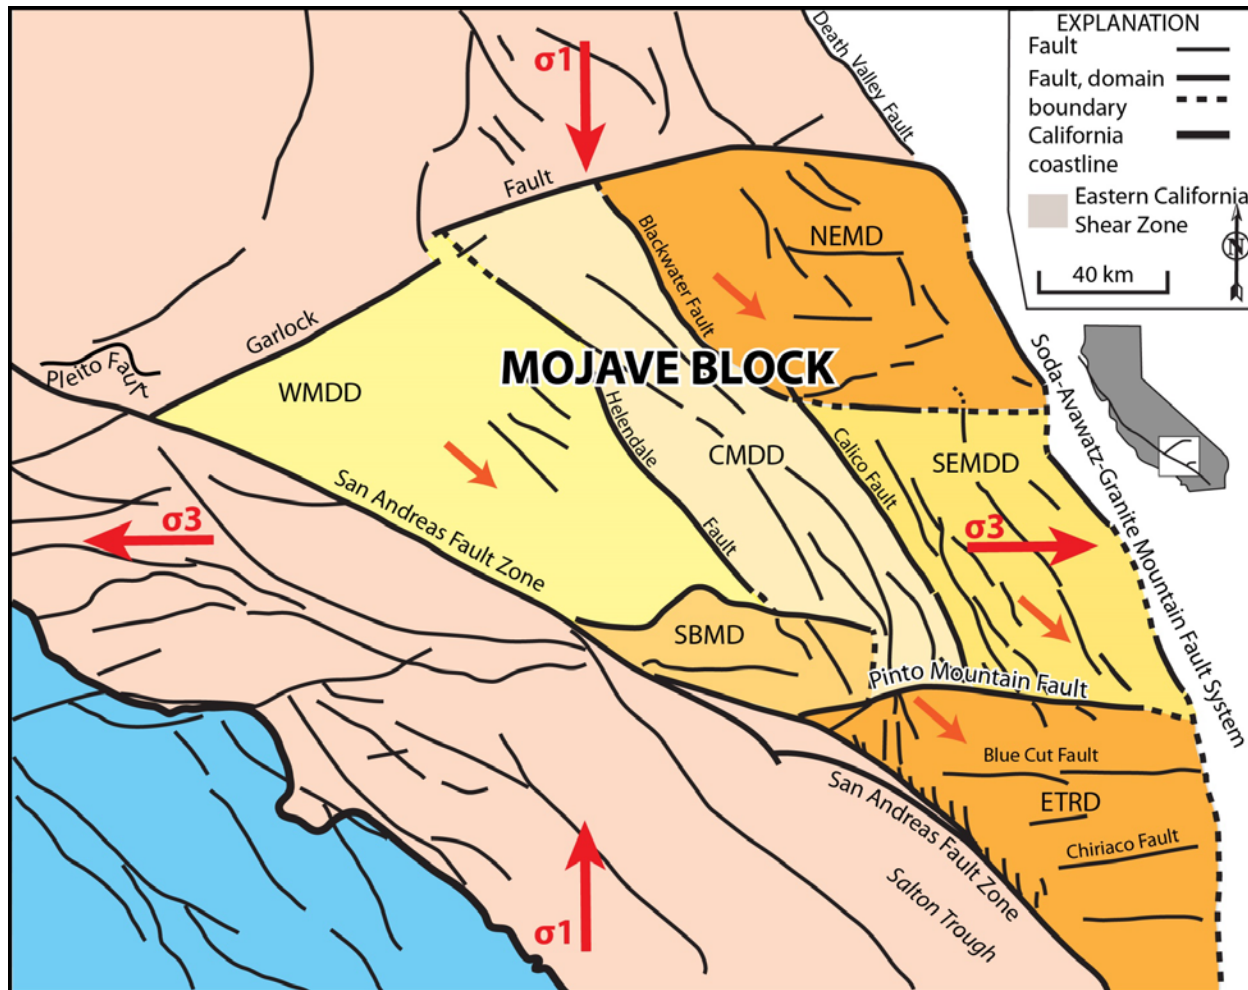 EXPLANATION
Fault
Fault, domain
boundary
California
coastline
Eastern California
Shear Zone
N
40 km
Death Valley Fault
σ1
Fault
Blackwater Fault
NEMD
Garlock
Pleito Fault
WMDD
MOJAVE BLOCK
Helendale
Fault
CMDD
Calico Fault
SEMDD
Soda-Avawatz-Granite Mountain Fault System
San Andreas Fault Zone
σ3
σ3
SBMD
Pinto Mountain Fault
Blue Cut Fault
ETRD
Chiriaco Fault
San Andreas Fault Zone
Salton Trough
σ1